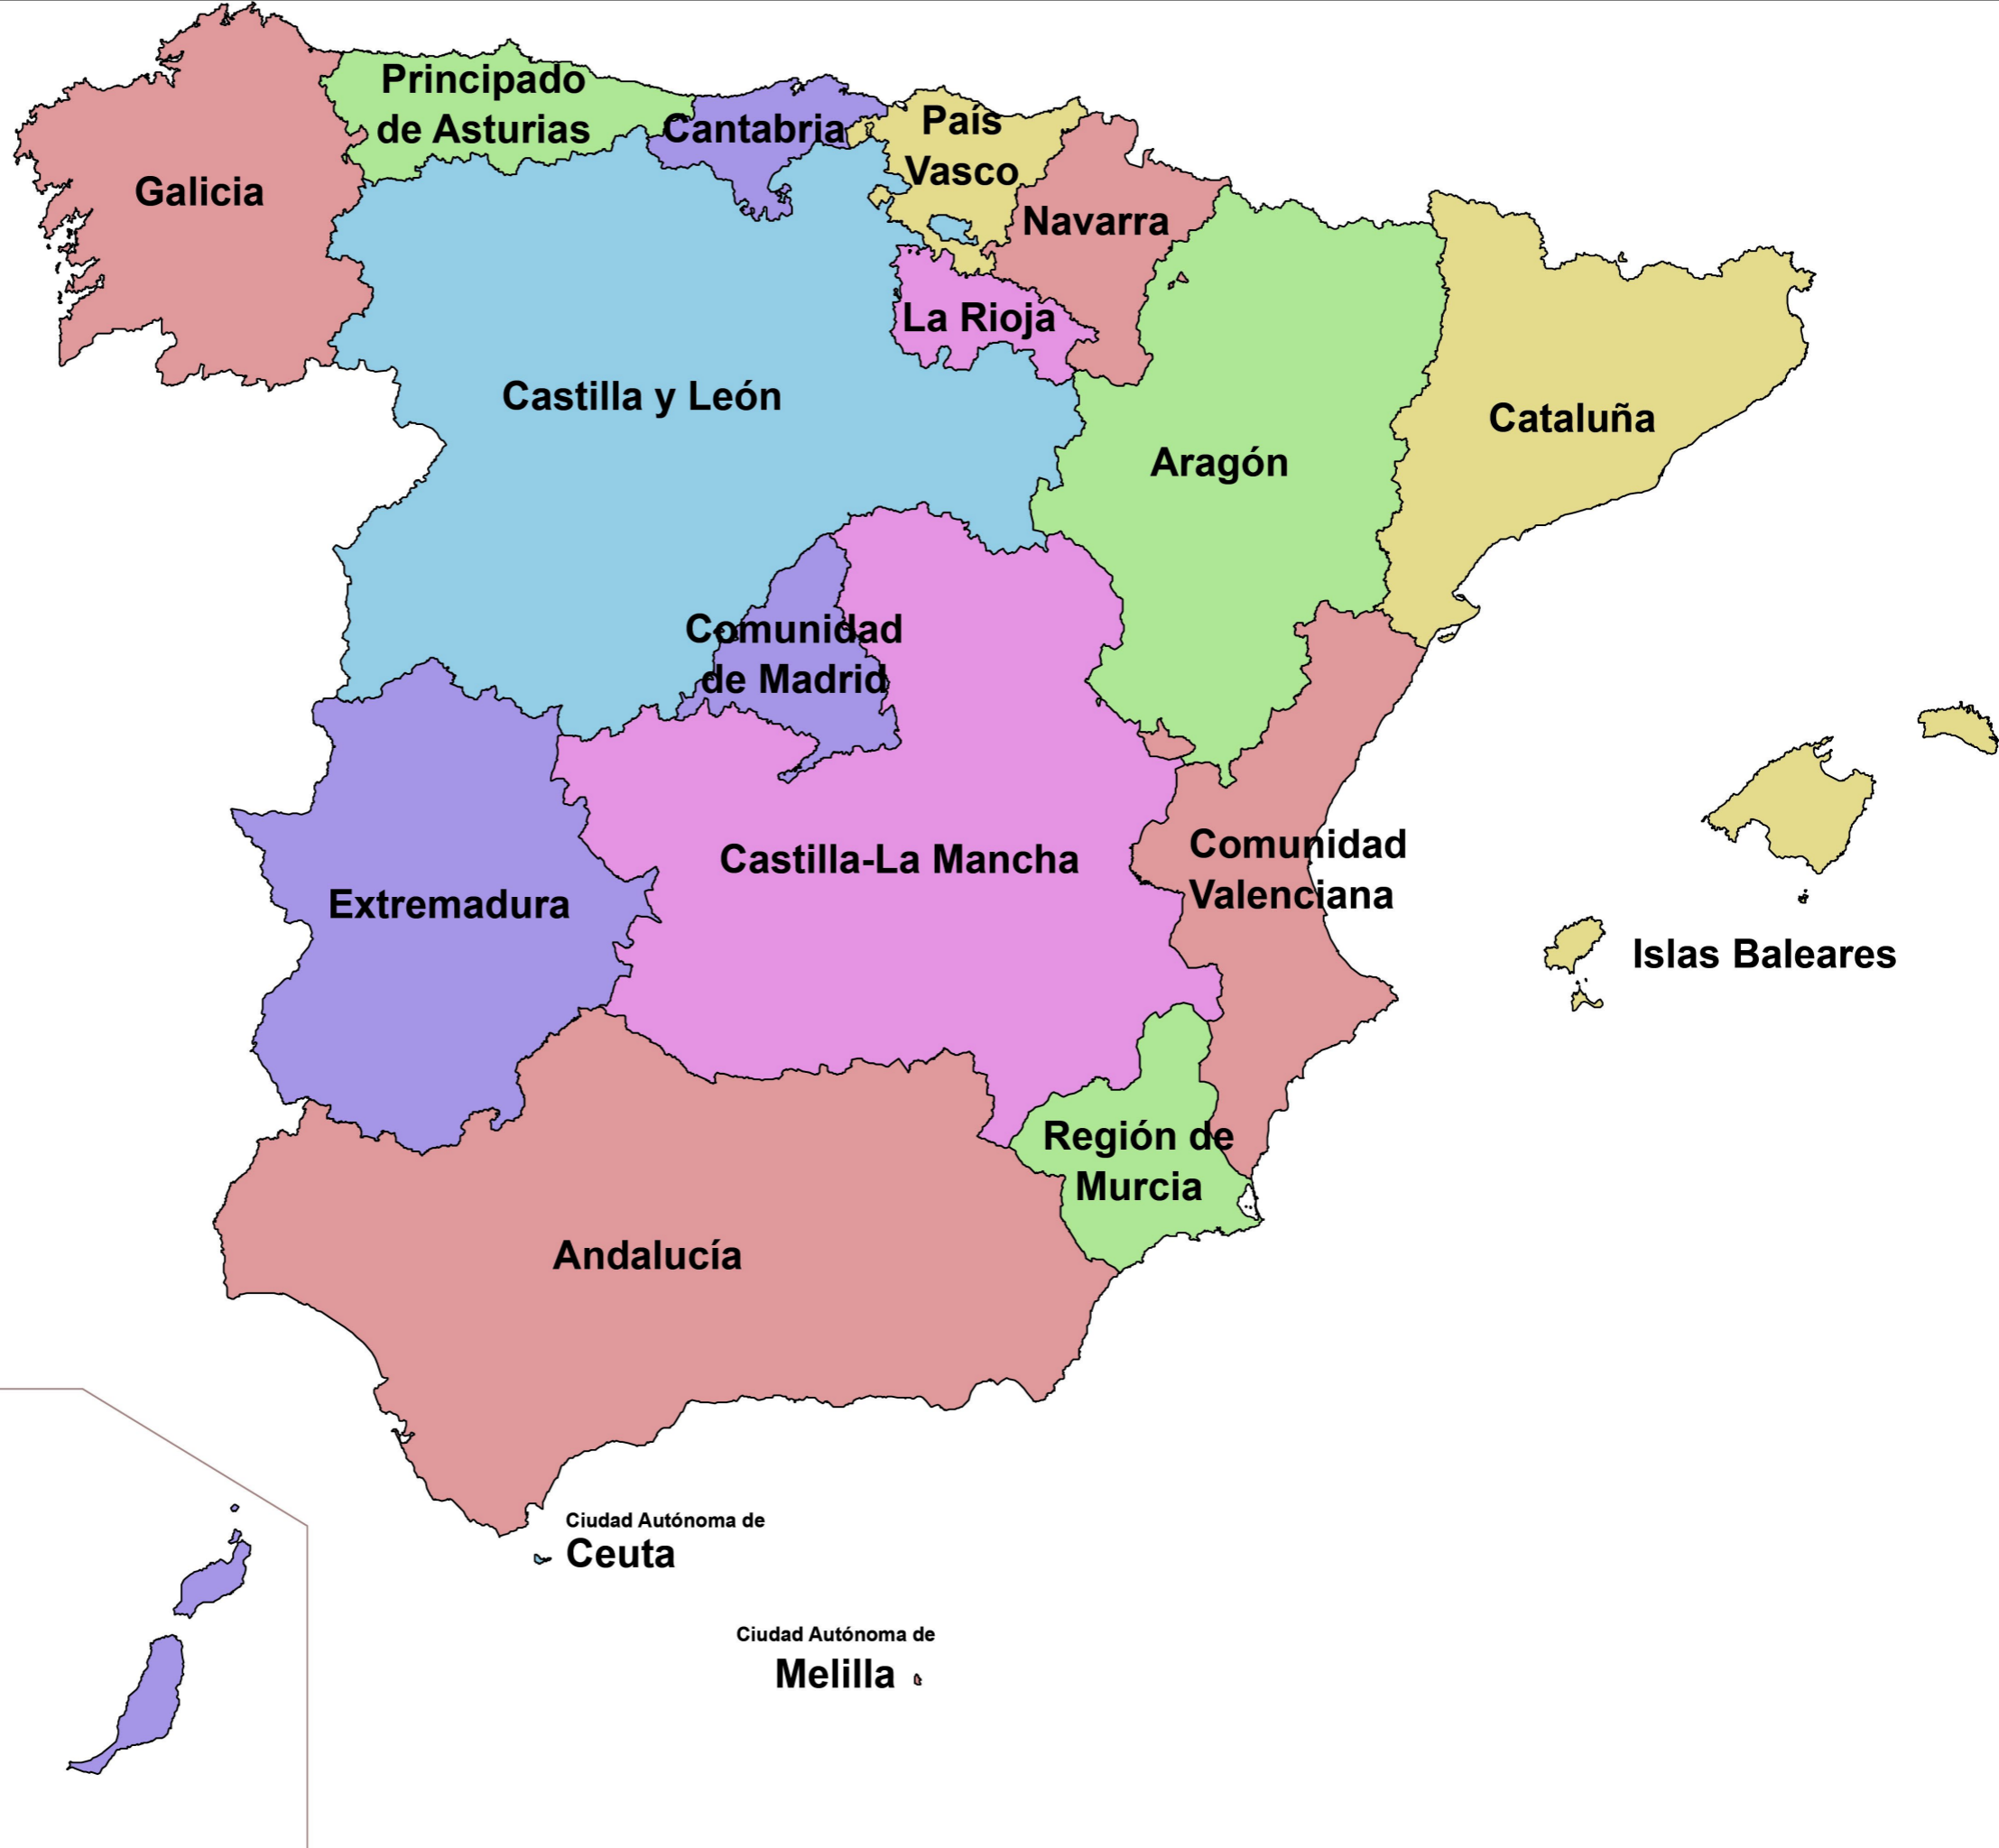 Principado
de Asturias
Cantabria
País
Vasco
Galicia
Navarra
La Rioja
Castilla y León
Cataluña
Aragón
Comunidad
de Madrid
Castilla-La Mancha
Comunidad
Valenciana
Extremadura
Islas Baleares
Región de
Murcia
Andalucía
Ciudad Autónoma de
Ceuta
Ciudad Autónoma de
Melilla